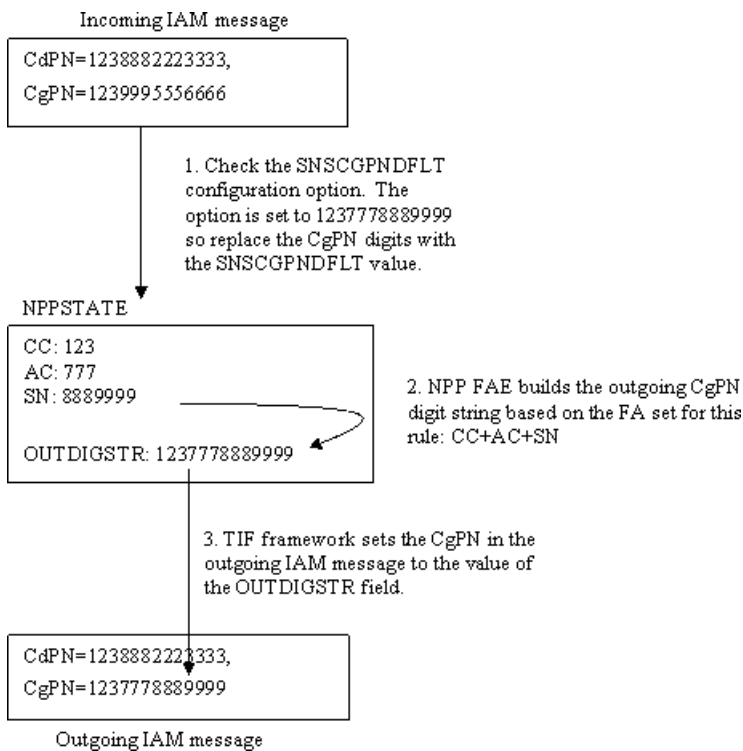 Incoming IAM message
CdPN=1238882223333,
CgPN=1239995556666
1. Check the SNSCGPNDFLT
configuration option. The
option is set to 1237778889999
so replace the CgPN digits with
the SNSCGPNDFLT value.
NPPSTATE
CC: 123
AC: 777
SN: 8889999
OUTDIGSTR: 1237778889999
2. NPP FAE builds the outgoing CgPN
digit string based on the FA set for this
rule: CC+AC+SN
3. TIF framework sets the CgPN in the
outgoing IAM message to the value of
the OUTDIGSTR field.
CdPN=1238882223333,
CgPN=1237778889999
Outgoing IAM message